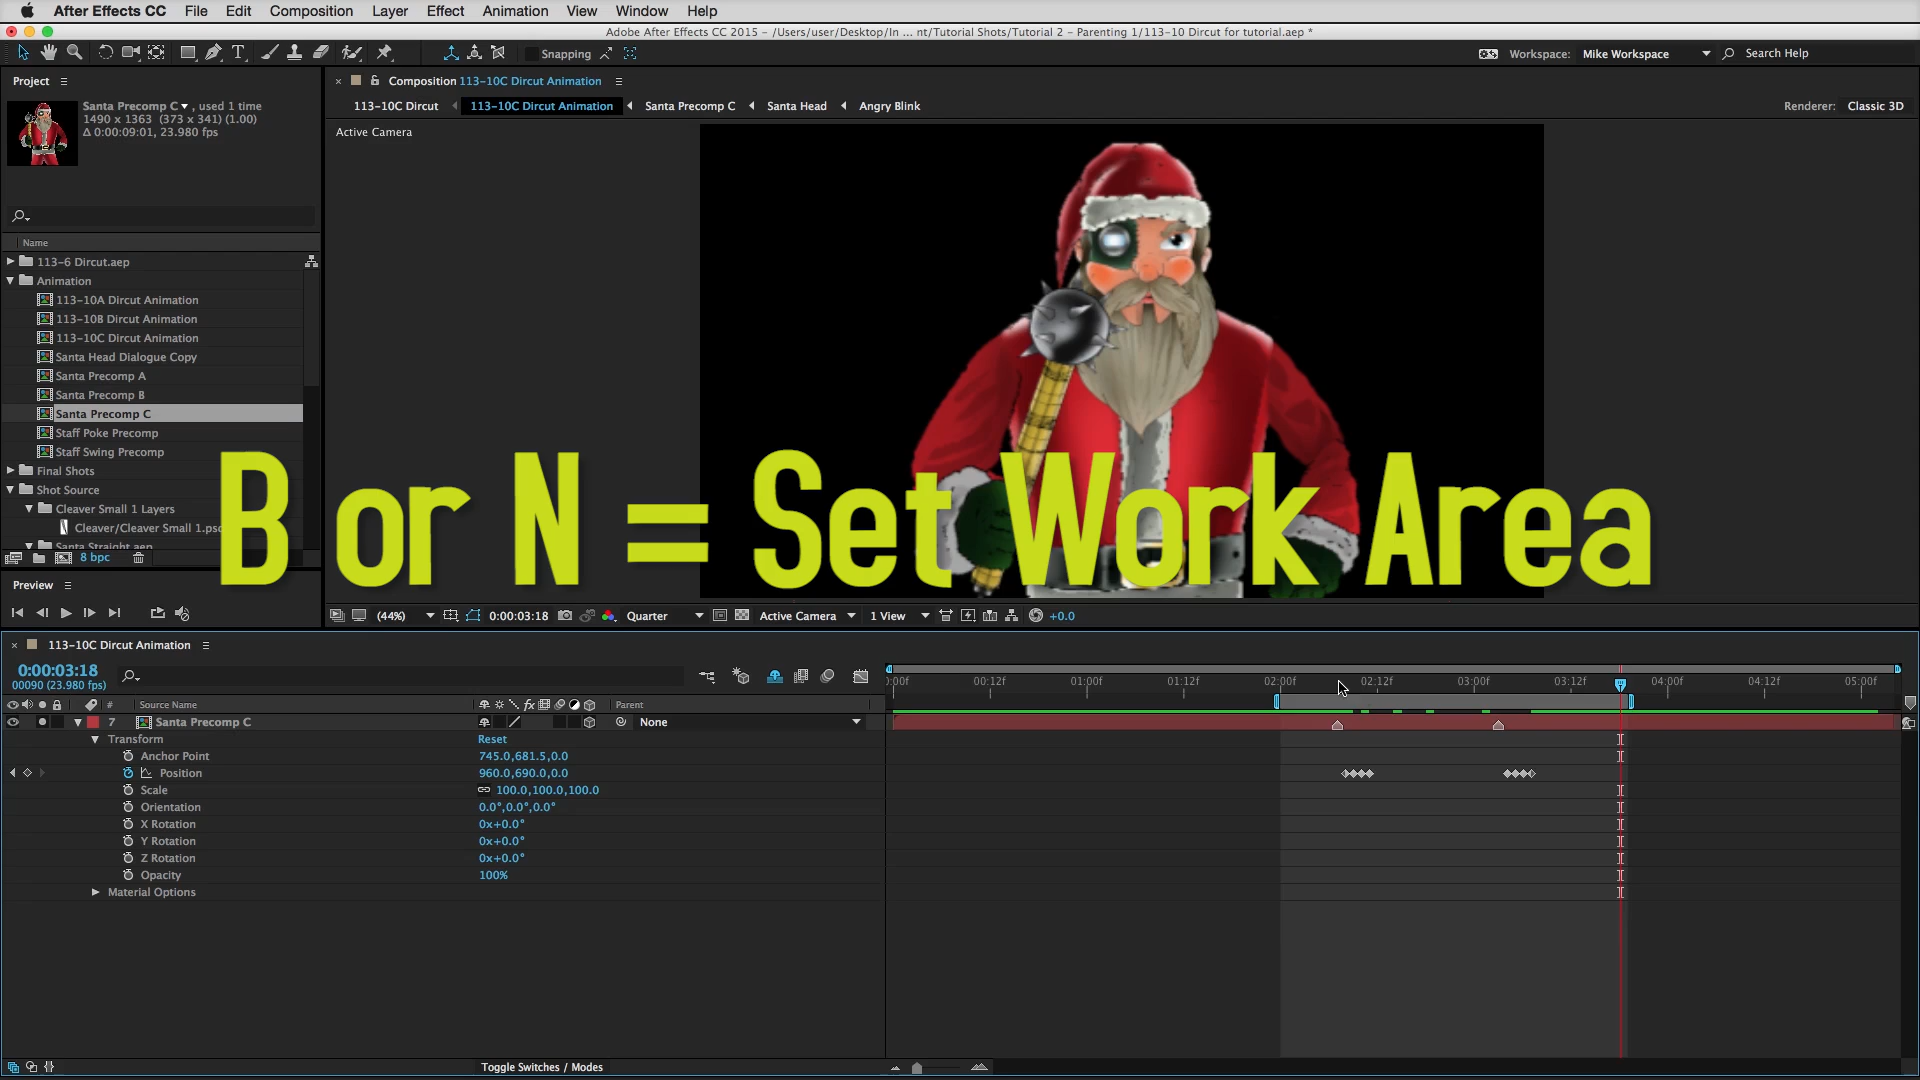 After Effects CC File Edit Composition Layer Effect Animation View Window Help
Adobe After Effects CC 2015 - /Users/user/Desktop/In ... nt/Tutorial Shots/Tutorial 2 - Parenting 1/113-10 Dircut for tutorial.aep *
Snapping Workspace: Mike Workspace Search Help
Project
Composition 113-10C Dircut Animation
Santa Precomp C , used 1 time
1490 x 1363 (373 x 341) (1.00)
Δ 0:00:09:01, 23.980 fps
113-10C Dircut 113-10C Dircut Animation Santa Precomp C Santa Head Angry Blink
Renderer: Classic 3D
Active Camera
Name
113-6 Dircut.aep
Animation
113-10A Dircut Animation
113-10B Dircut Animation
113-10C Dircut Animation
Santa Head Dialogue Copy
Santa Precomp A
Santa Precomp B
Santa Precomp C
Staff Poke Precomp
Staff Swing Precomp
Final Shots
Shot Source
Cleaver Small 1 Layers
Cleaver/Cleaver Small 1.psd
Santa Straight.aep
8 bpc
B or N = Set Work Area
Preview
(44%) 0:00:03:18 Quarter Active Camera 1 View +0.0
113-10C Dircut Animation
0:00:03:18
00090 (23.980 fps)
:00f 00:12f 01:00f 01:12f 02:00f 02:12f 03:00f 03:12f 04:00f 04:12f 05:00f
# Source Name fx Parent
7 Santa Precomp C None
Transform Reset
Anchor Point 745.0,681.5,0.0
Position 960.0,690.0,0.0
Scale 100.0,100.0,100.0
Orientation 0.0°,0.0°,0.0°
X Rotation 0x+0.0°
Y Rotation 0x+0.0°
Z Rotation 0x+0.0°
Opacity 100%
Material Options
Toggle Switches / Modes